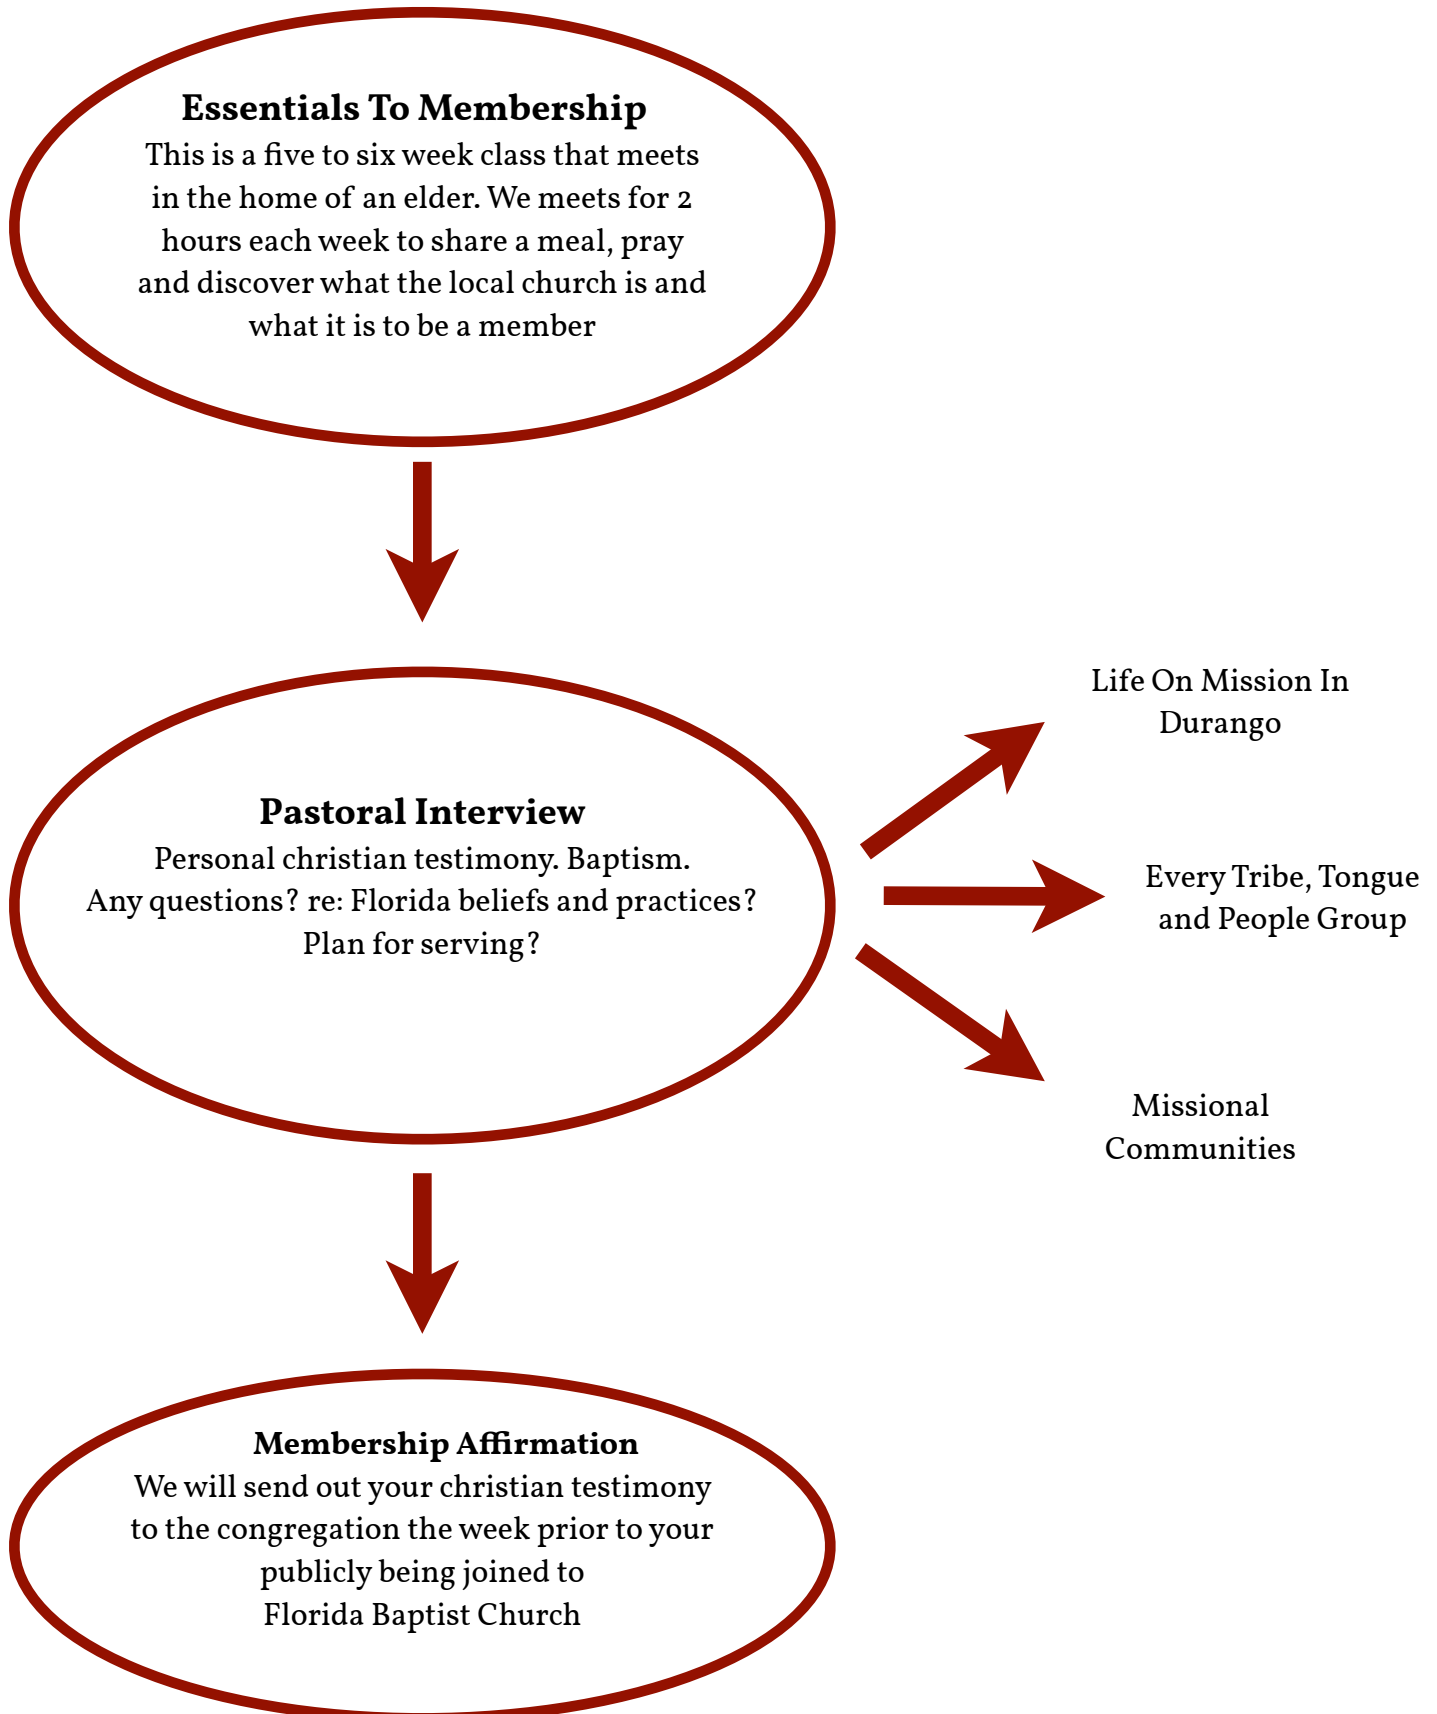 Essentials To Membership
This is a five to six week class that meets
in the home of an elder. We meets for 2
hours each week to share a meal, pray
and discover what the local church is and
what it is to be a member
Pastoral Interview
Personal christian testimony. Baptism.
Any questions? re: Florida beliefs and practices?
Plan for serving?
Life On Mission In
Durango
Every Tribe, Tongue
and People Group
Missional
Communities
Membership Affirmation
We will send out your christian testimony
to the congregation the week prior to your
publicly being joined to
Florida Baptist Church